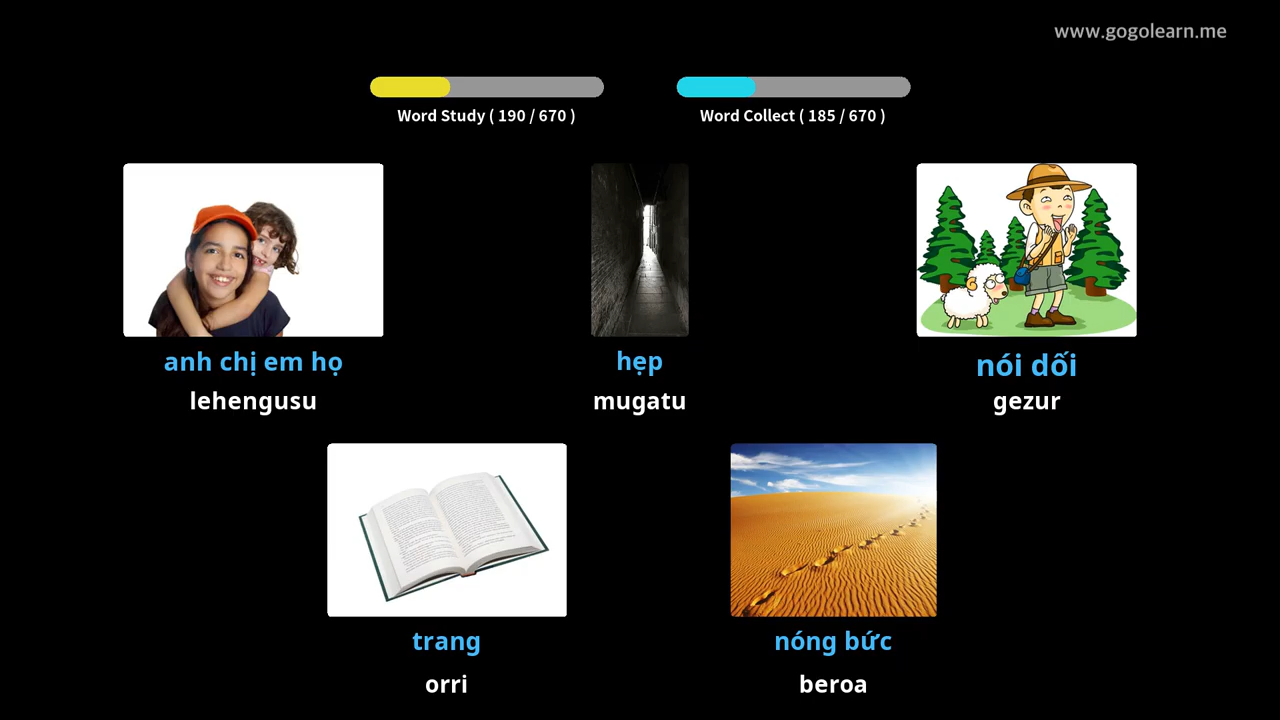 www.gogolearn.me
Word Study ( 190 / 670 )
Word Collect ( 185 / 670 )
anh chị em họ
lehengusu
hẹp
mugatu
nói dối
gezur
trang
orri
nóng bức
beroa